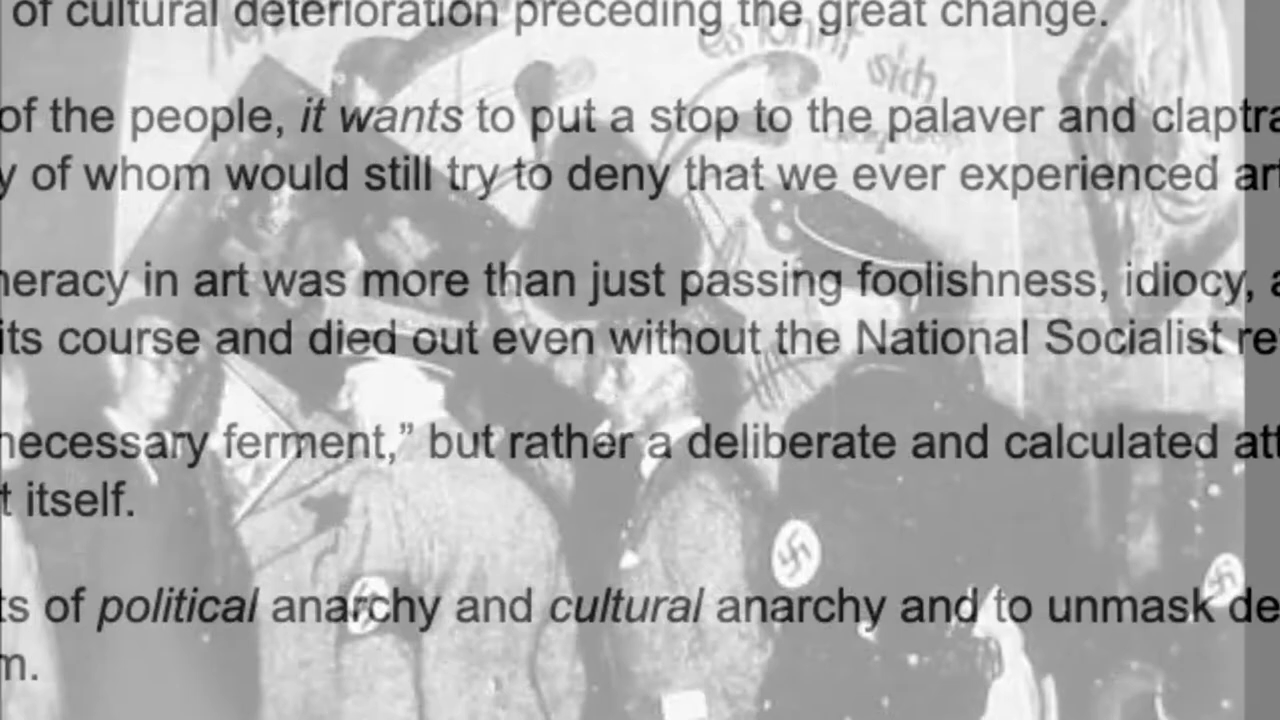 of cultural deterioration preceding the great change.
of the people, it wants to put a stop to the palaver and claptra
y of whom would still try to deny that we ever experienced art
neracy in art was more than just passing foolishness, idiocy, a
its course and died out even without the National Socialist re
necessary ferment,” but rather a deliberate and calculated att
t itself.
ts of political anarchy and cultural anarchy and to unmask de
m.
sich